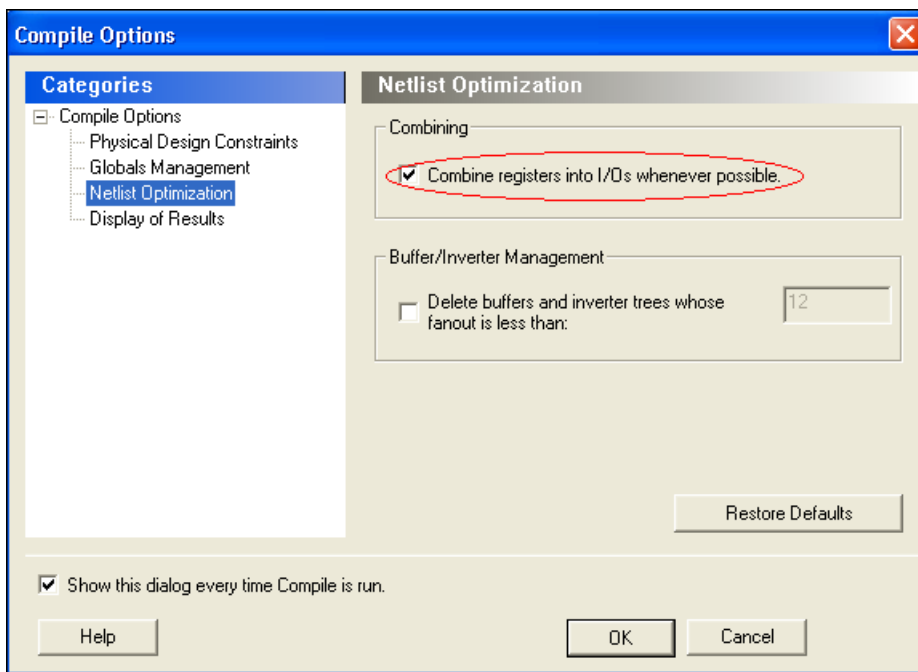 Compile Options
Categories
Compile Options
Physical Design Constraints
Globals Management
Netlist Optimization
Display of Results
Netlist Optimization
Combining
Combine registers into I/Os whenever possible.
Buffer/Inverter Management
Delete buffers and inverter trees whose
fanout is less than:
12
Restore Defaults
Show this dialog every time Compile is run.
Help
OK
Cancel